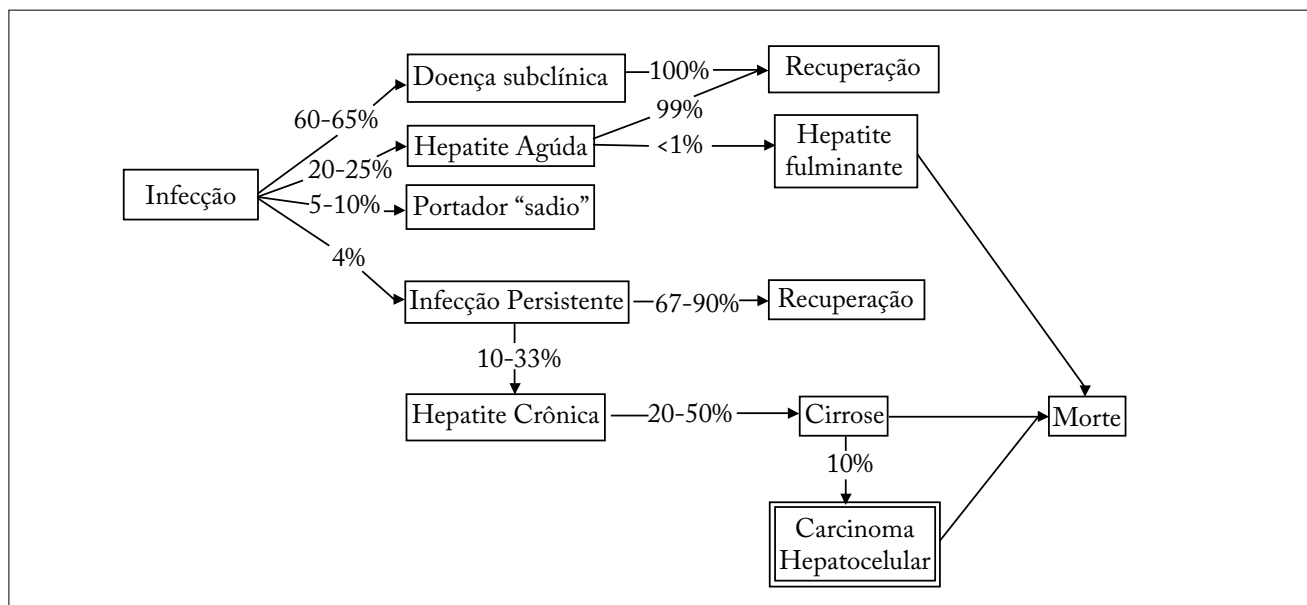 Doença subclínica
100%
Recuperação
60-65%
99%
Hepatite Agúda
<1%
Hepatite
fulminante
20-25%
Infecção
5-10%
Portador “sadio”
4%
Infecção Persistente
67-90%
Recuperação
10-33%
Hepatite Crônica
20-50%
Cirrose
Morte
10%
Carcinoma
Hepatocelular